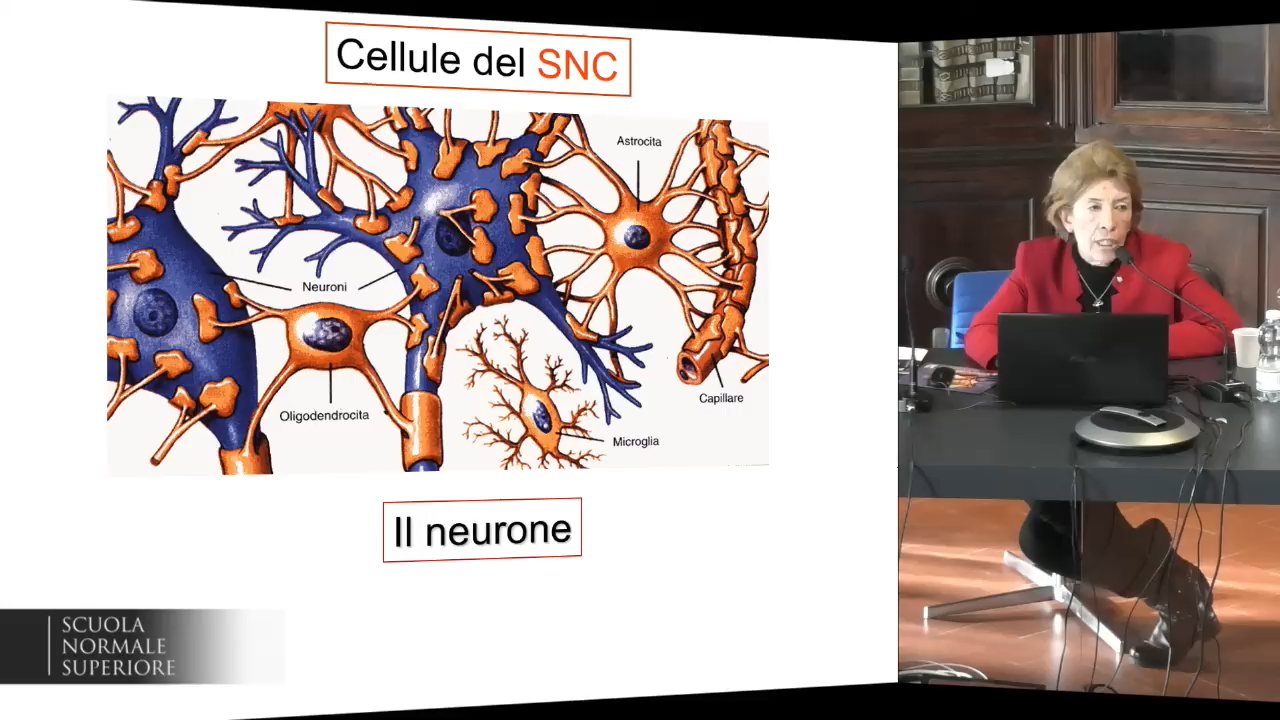 Cellule del SNC
Astrocita
Neuroni
Oligodendrocita
Capillare
Microglia
Il neurone
SCUOLA
NORMALE
SUPERIORE